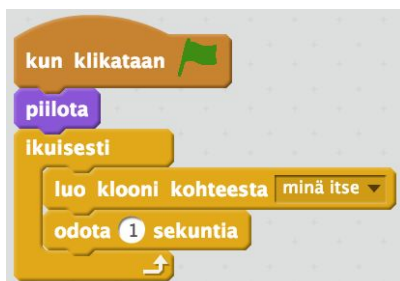 kun klikataan
piilota
ikuisesti
luo klooni kohteesta minä itse
odota 1 sekuntia